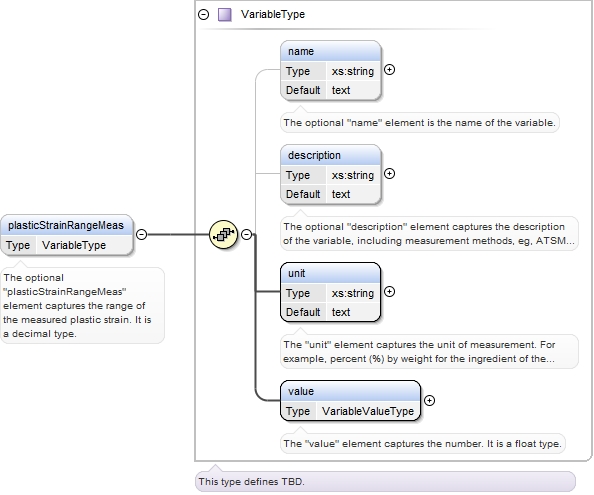 VariableType
name
Type xs:string
Default text
The optional "name" element is the name of the variable.
description
Type xs:string
Default text
The optional "description" element captures the description
of the variable, including measurement methods, eg, ATSM...
plasticStrainRangeMeas
Type VariableType
The optional
"plasticStrainRangeMeas"
element captures the range of
the measured plastic strain. It is
a decimal type.
unit
Type xs:string
Default text
The "unit" element captures the unit of measurement. For
example, percent (%) by weight for the ingredient of the...
value
Type VariableValueType
The "value" element captures the number. It is a float type.
This type defines TBD.